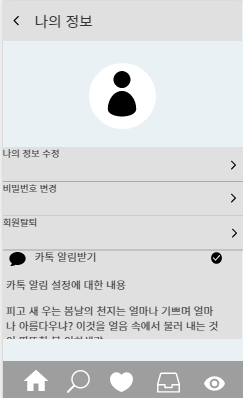 나의 정보
나의 정보 수정
비밀번호 변경
회원탈퇴
카톡 알림받기
카톡 알림 설정에 대한 내용
피고 새 우는 봄날의 천지는 얼마나 기쁘며 얼마
나 아름다우냐? 이것을 얼음 속에서 불러 내는 것